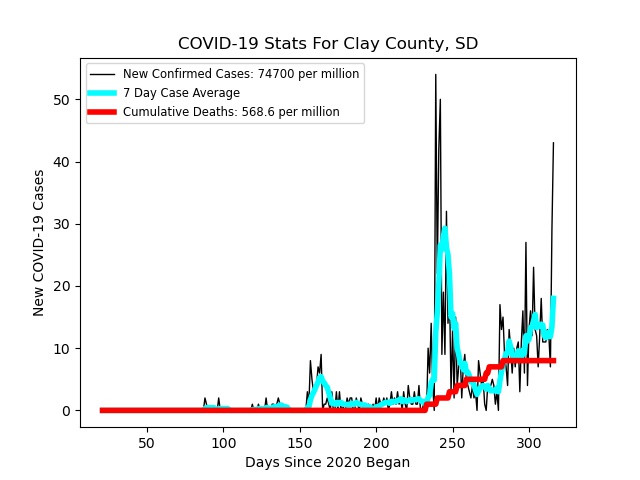 COVID-19 Stats For Clay County, SD
New Confirmed Cases: 74700 per million
7 Day Case Average
Cumulative Deaths: 568.6 per million
New COVID-19 Cases
50
40
30
20
10
0
50 100 150 200 250 300
Days Since 2020 Began